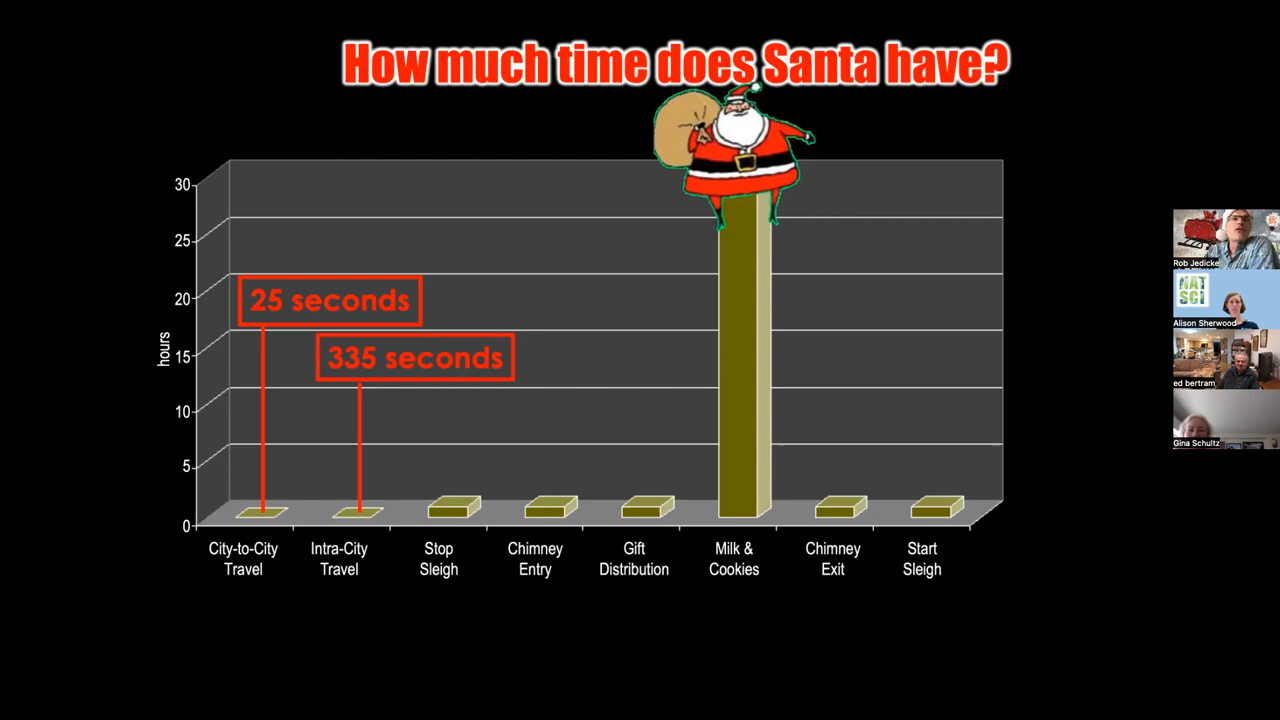 How much time does Santa have?
30
25
20
15
10
5
0
hours
25 seconds
335 seconds
City-to-City
Travel
Intra-City
Travel
Stop
Sleigh
Chimney
Entry
Gift
Distribution
Milk &
Cookies
Chimney
Exit
Start
Sleigh
Rob Jedicke
NAT
SCI
Alison Sherwood
ed bertram
Gina Schultz